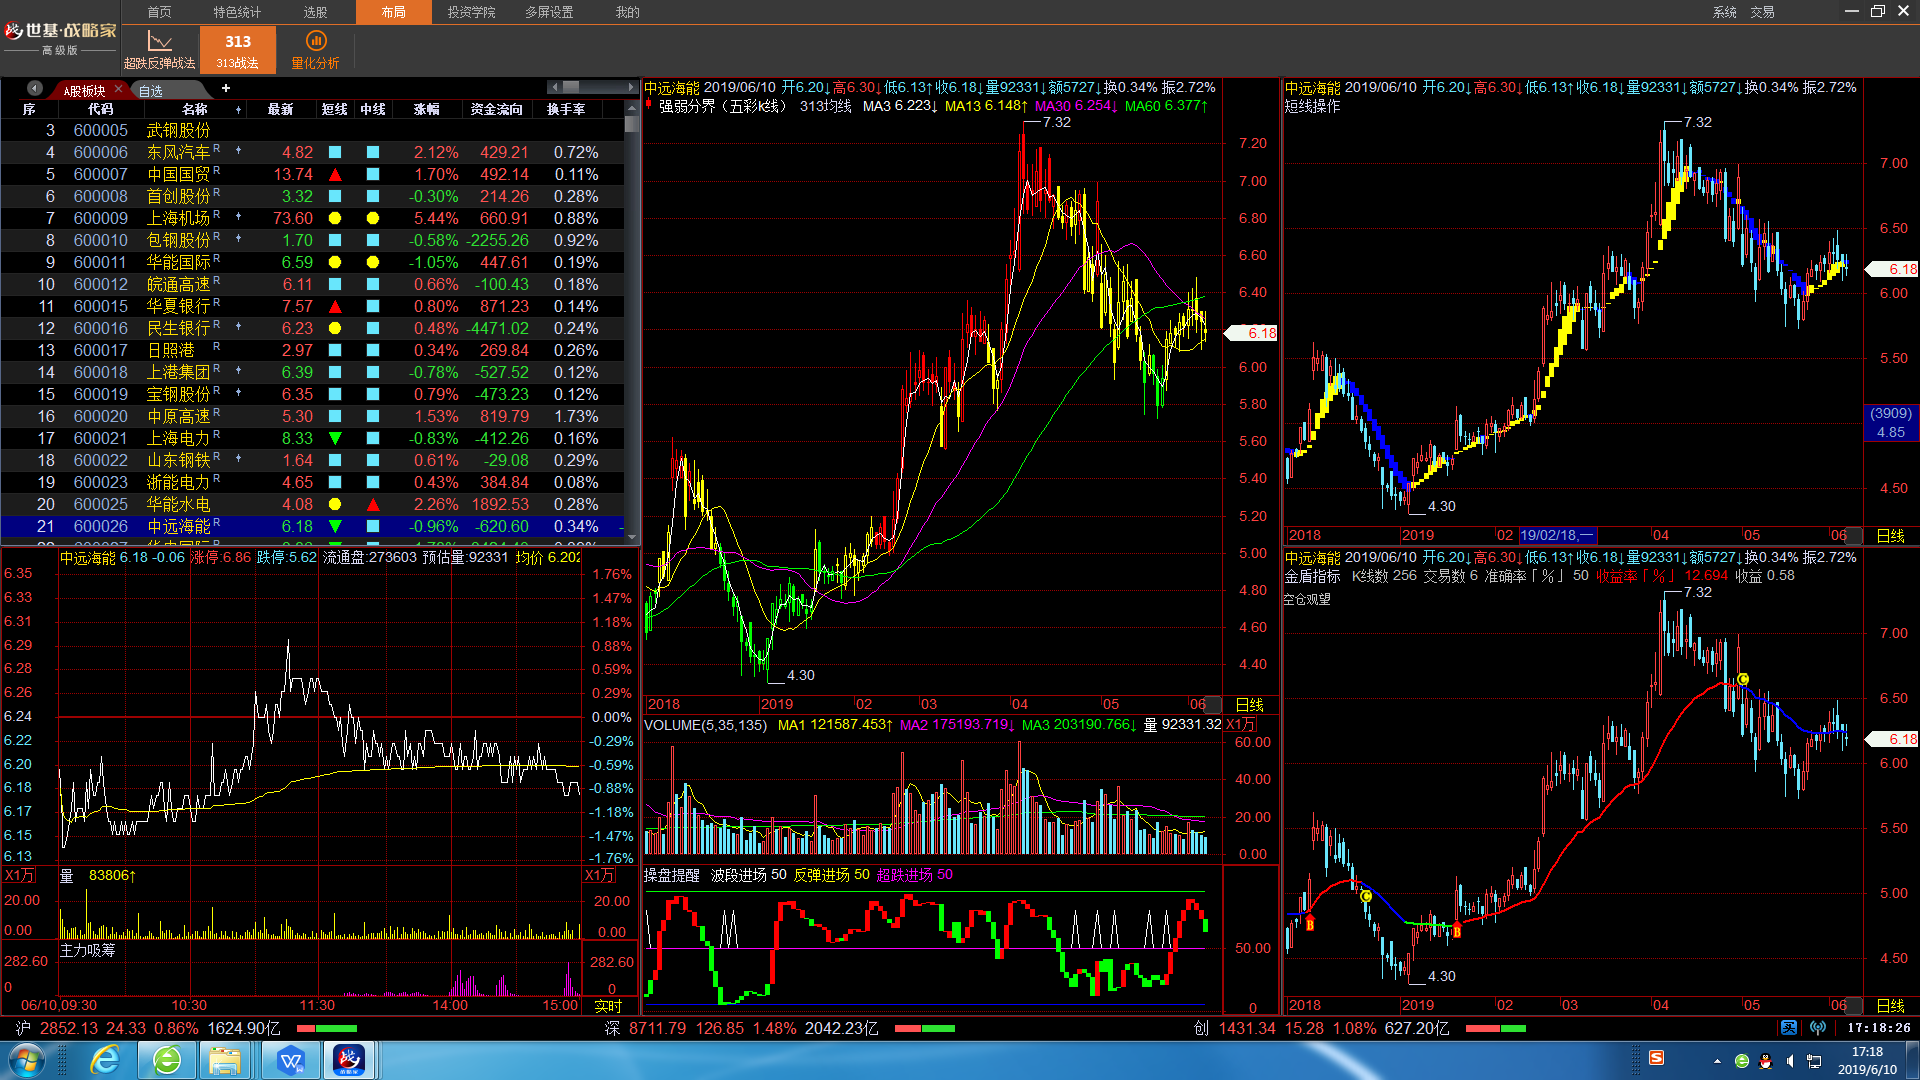 首页 特色统计 选股 布局 投资学院 多屏设置 我的 系统 交易
世基·战略家
高级版
超跌反弹战法 313 313战法 量化分析
A股板块 自选 +
序 代码 名称 最新 短线 中线 涨幅 资金流向 换手率
3 600005 武钢股份
4 600006 东风汽车 R 4.82 2.12% 429.21 0.72%
5 600007 中国国贸 R 13.74 1.70% 492.14 0.11%
6 600008 首创股份 R 3.32 -0.30% 214.26 0.28%
7 600009 上海机场 R 73.60 5.44% 660.91 0.88%
8 600010 包钢股份 R 1.70 -0.58% -2255.26 0.92%
9 600011 华能国际 R 6.59 -1.05% 447.61 0.19%
10 600012 皖通高速 R 6.11 0.66% -100.43 0.18%
11 600015 华夏银行 R 7.57 0.80% 871.23 0.14%
12 600016 民生银行 R 6.23 0.48% -4471.02 0.24%
13 600017 日照港 R 2.97 0.34% 269.84 0.26%
14 600018 上港集团 R 6.39 -0.78% -527.52 0.12%
15 600019 宝钢股份 R 6.35 0.79% -473.23 0.12%
16 600020 中原高速 R 5.30 1.53% 819.79 1.73%
17 600021 上海电力 R 8.33 -0.83% -412.26 0.16%
18 600022 山东钢铁 R 1.64 0.61% -29.08 0.29%
19 600023 浙能电力 R 4.65 0.43% 384.84 0.08%
20 600025 华能水电 4.08 2.26% 1892.53 0.28%
21 600026 中远海能 R 6.18 -0.96% -620.60 0.34%
中远海能 6.18 -0.06 涨停:6.86 跌停:5.62 流通盘:273603 预估量:92331 均价 6.202
6.35 1.76%
6.33 1.47%
6.31 1.18%
6.29 0.88%
6.28 0.59%
6.26 0.29%
6.24 0.00%
6.22 -0.29%
6.20 -0.59%
6.18 -0.88%
6.17 -1.18%
6.15 -1.47%
6.13 -1.76%
X1万 量 83806↑ X1万
20.00 20.00
0.00 0.00
主力吸筹
282.60 282.60
0 0
06/10,09:30 10:30 11:30 14:00 15:00 实时
中远海能 2019/06/10 开6.20↓高6.30↓低6.13↑收6.18↓量92331↓额5727↓换0.34% 振2.72%
强弱分界（五彩K线） 313均线 MA3 6.223↓ MA13 6.148↑ MA30 6.254↓ MA60 6.377↑
7.32
7.20
7.00
6.80
6.60
6.40
6.18
6.00
5.80
5.60
5.40
5.20
5.00
4.80
4.60
4.40
4.30
2018 2019 02 03 04 05 06 日线
VOLUME(5,35,135) MA1 121587.453↑ MA2 175193.719↓ MA3 203190.766↓ 量 92331.32 X1万
60.00
40.00
20.00
0.00
操盘提醒 波段进场 50 反弹进场 50 超跌进场 50
50.00
0
中远海能 2019/06/10 开6.20↓高6.30↓低6.13↑收6.18↓量92331↓额5727↓换0.34% 振2.72%
短线操作
7.32
7.00
6.50
6.18
6.00
5.50
(3909)
4.85
4.50
4.30
2018 2019 02 19/02/18,一 04 05 06 日线
中远海能 2019/06/10 开6.20↓高6.30↓低6.13↑收6.18↓量92331↓额5727↓换0.34% 振2.72%
金盾指标 K线数 256 交易数 6 准确率「%」 50 收益率「%」 12.694 收益 0.58
空仓观望
7.32
7.00
C
6.50
6.18
6.00
5.50
5.00
C
B
B
4.50
4.30
2018 2019 02 03 04 05 06 日线
沪 2852.13 24.33 0.86% 1624.90亿 深 8711.79 126.85 1.48% 2042.23亿 创 1431.34 15.28 1.08% 627.20亿 买 17:18:26
17:18
2019/6/10